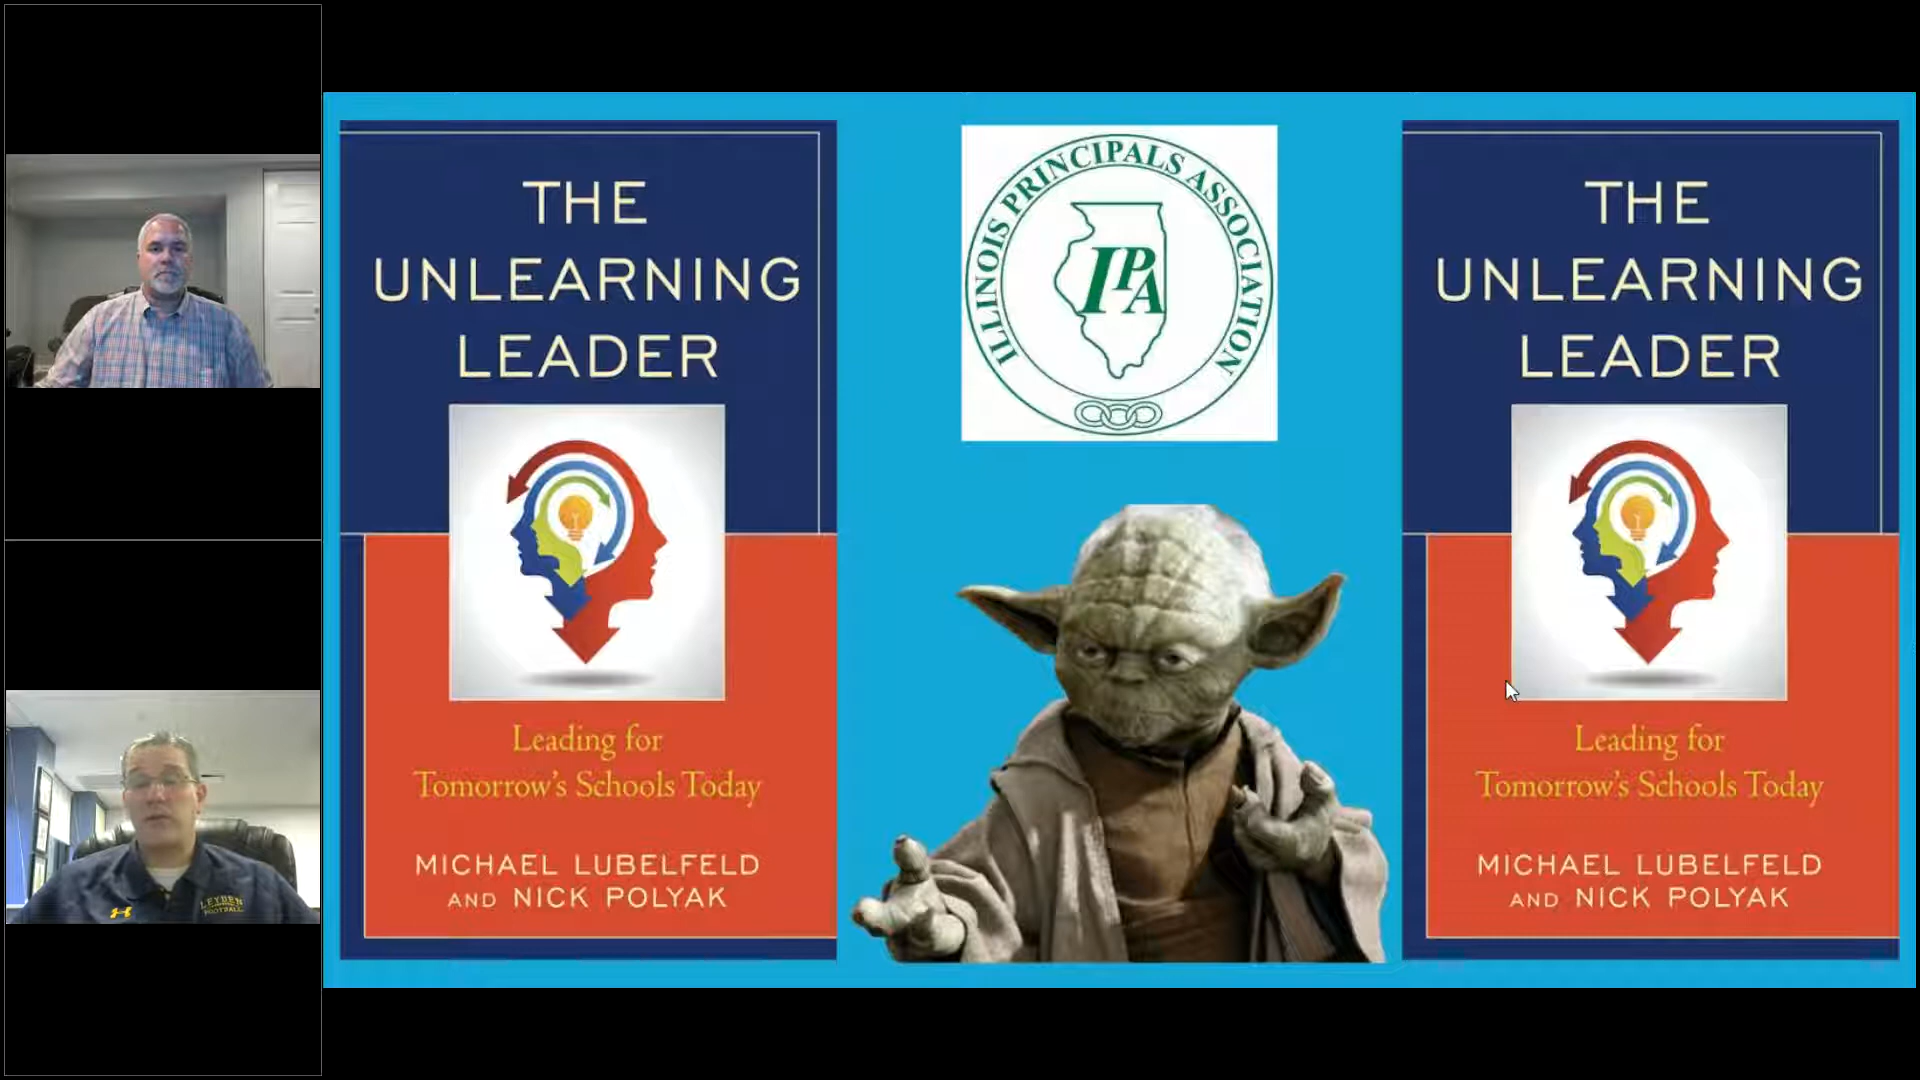 THE
UNLEARNING
LEADER
Leading for
Tomorrow's Schools Today
MICHAEL LUBELFELD
AND NICK POLYAK
ILLINOIS PRINCIPALS ASSOCIATION
IPA
THE
UNLEARNING
LEADER
Leading for
Tomorrow's Schools Today
MICHAEL LUBELFELD
AND NICK POLYAK
LEYDEN
FOOTBALL